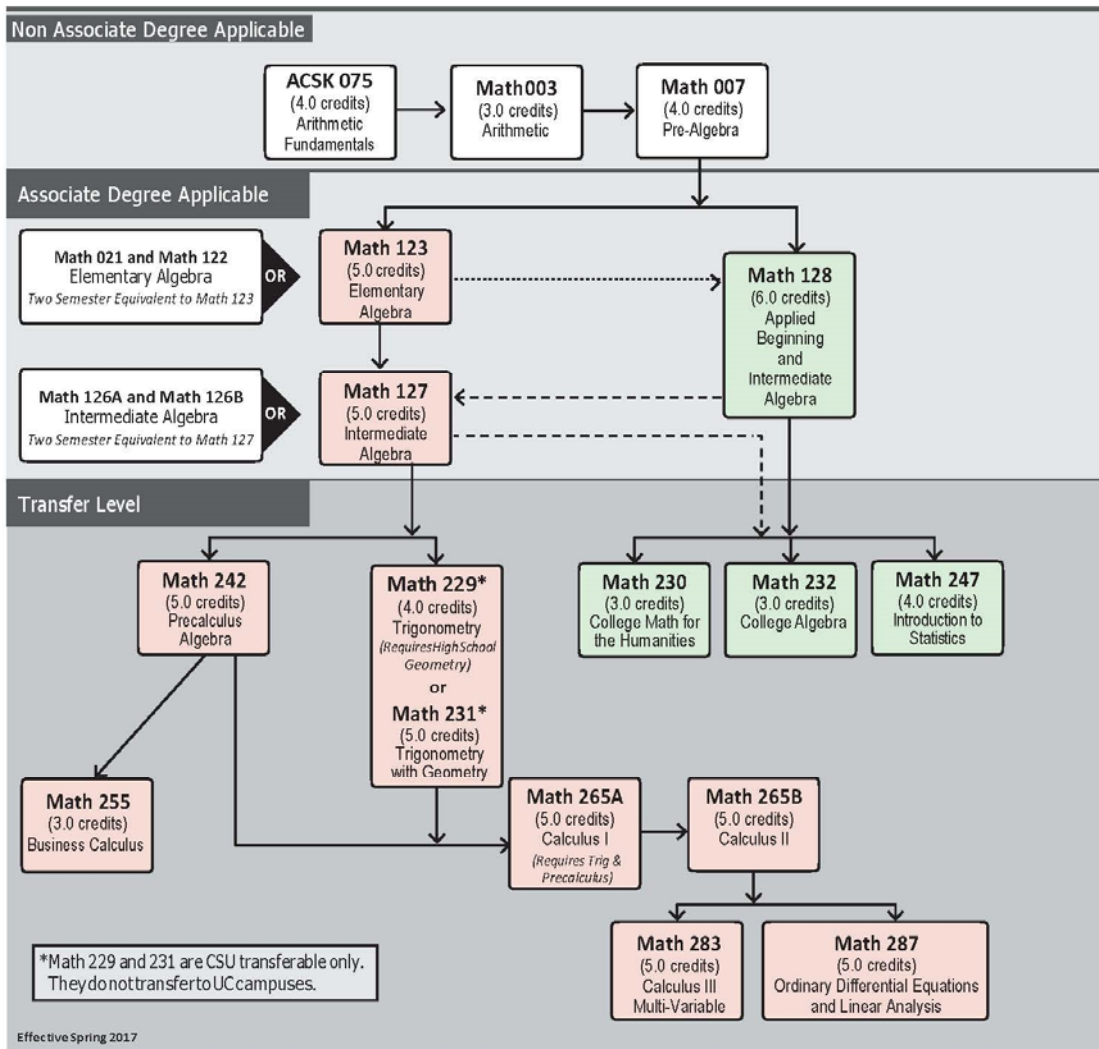 Non Associate Degree Applicable
ACSK 075
(4.0 credits)
Arithmetic
Fundamentals
Math003
(3.0 credits)
Arithmetic
Math 007
(4.0 credits)
Pre-Algebra
Associate Degree Applicable
Math 021 and Math 122
Elementary Algebra
Two Semester Equivalent to Math 123
OR
Math 123
(5.0 credits)
Elementary
Algebra
Math 128
(6.0 credits)
Applied
Beginning
and
Intermediate
Algebra
Math 126A and Math 126B
Intermediate Algebra
Two Semester Equivalent to Math 127
OR
Math 127
(5.0 credits)
Intermediate
Algebra
Transfer Level
Math 242
(5.0 credits)
Precalculus
Algebra
Math 229*
(4.0 credits)
Trigonometry
(Requires High School
Geometry)
or
Math 231*
(5.0 credits)
Trigonometry
with Geometry
Math 230
(3.0 credits)
College Math for
the Humanities
Math 232
(3.0 credits)
College Algebra
Math 247
(4.0 credits)
Introduction to
Statistics
Math 255
(3.0 credits)
Business Calculus
Math 265A
(5.0 credits)
Calculus I
(Requires Trig &
Precalculus)
Math 265B
(5.0 credits)
Calculus II
Math 283
(5.0 credits)
Calculus III
Multi-Variable
Math 287
(5.0 credits)
Ordinary Differential Equations
and Linear Analysis
*Math 229 and 231 are CSU transferable only.
They do not transfer to UC campuses.
Effective Spring 2017